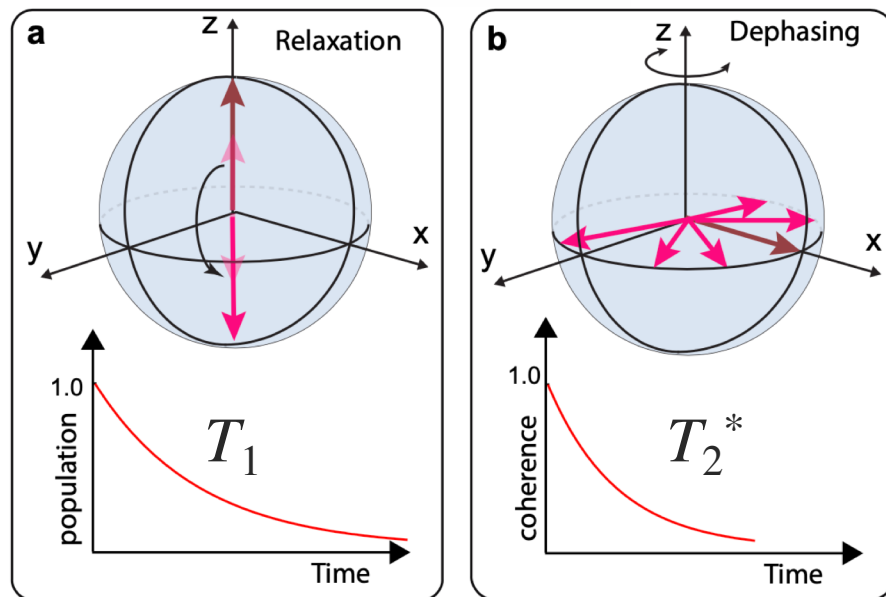 a
Relaxation
z
y
x
1.0
population
T₁
Time
b
Dephasing
z
y
x
1.0
coherence
T₂*
Time